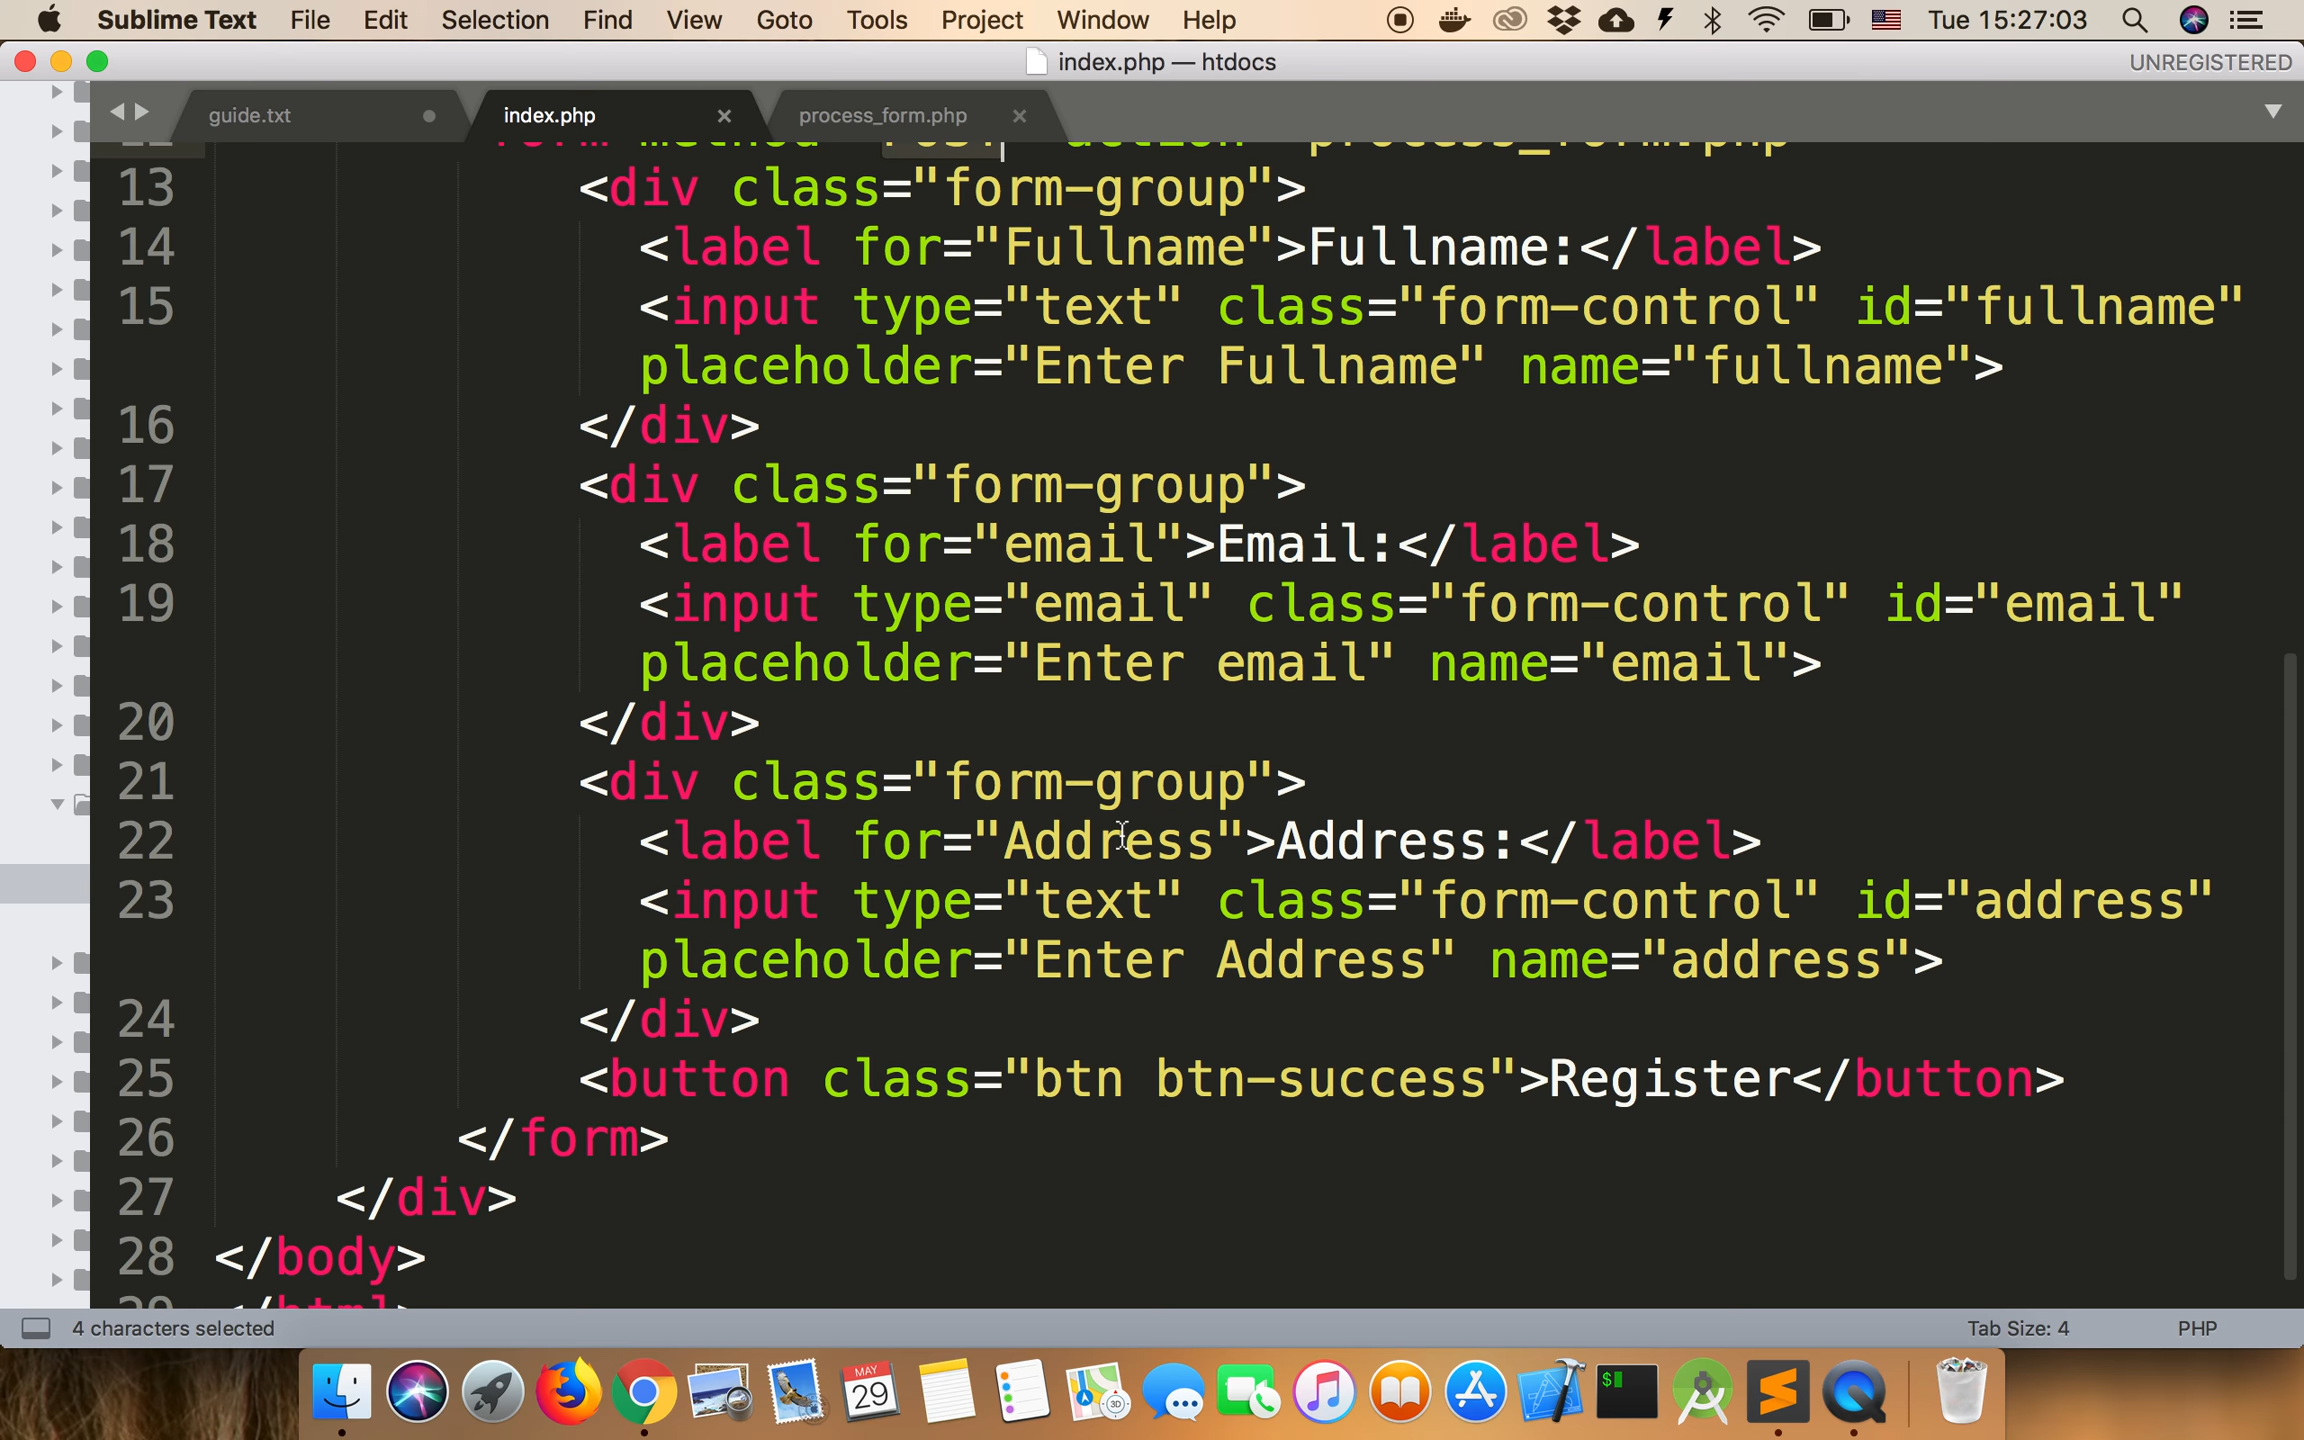 Sublime Text File Edit Selection Find View Goto Tools Project Window Help Tue 15:27:03
index.php — htdocs UNREGISTERED
guide.txt index.php process_form.php
13 <div class="form-group">
14 <label for="Fullname">Fullname:</label>
15 <input type="text" class="form-control" id="fullname"
placeholder="Enter Fullname" name="fullname">
16 </div>
17 <div class="form-group">
18 <label for="email">Email:</label>
19 <input type="email" class="form-control" id="email"
placeholder="Enter email" name="email">
20 </div>
21 <div class="form-group">
22 <label for="Address">Address:</label>
23 <input type="text" class="form-control" id="address"
placeholder="Enter Address" name="address">
24 </div>
25 <button class="btn btn-success">Register</button>
26 </form>
27 </div>
28 </body>
4 characters selected Tab Size: 4 PHP
MAY
29
3D
$